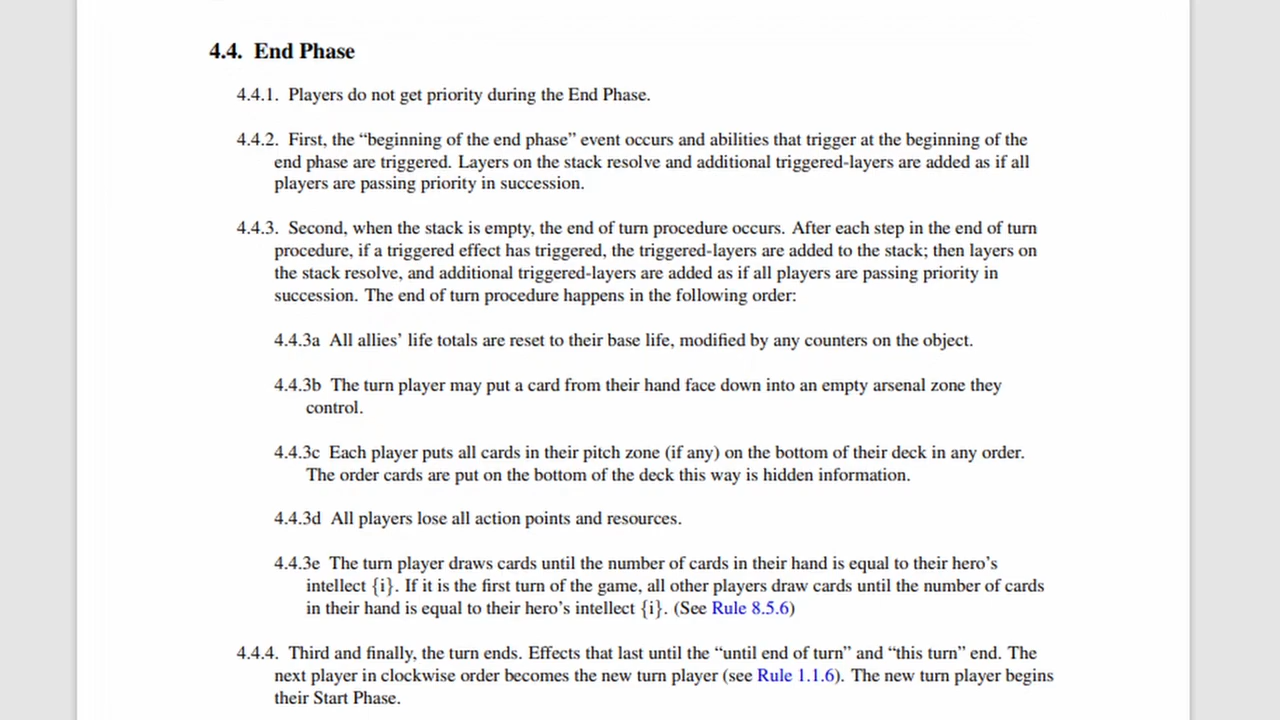 4.4. End Phase
4.4.1. Players do not get priority during the End Phase.
4.4.2. First, the “beginning of the end phase” event occurs and abilities that trigger at the beginning of the
end phase are triggered. Layers on the stack resolve and additional triggered-layers are added as if all
players are passing priority in succession.
4.4.3. Second, when the stack is empty, the end of turn procedure occurs. After each step in the end of turn
procedure, if a triggered effect has triggered, the triggered-layers are added to the stack; then layers on
the stack resolve, and additional triggered-layers are added as if all players are passing priority in
succession. The end of turn procedure happens in the following order:
4.4.3a All allies’ life totals are reset to their base life, modified by any counters on the object.
4.4.3b The turn player may put a card from their hand face down into an empty arsenal zone they
control.
4.4.3c Each player puts all cards in their pitch zone (if any) on the bottom of their deck in any order.
The order cards are put on the bottom of the deck this way is hidden information.
4.4.3d All players lose all action points and resources.
4.4.3e The turn player draws cards until the number of cards in their hand is equal to their hero’s
intellect {i}. If it is the first turn of the game, all other players draw cards until the number of cards
in their hand is equal to their hero’s intellect {i}. (See Rule 8.5.6)
4.4.4. Third and finally, the turn ends. Effects that last until the “until end of turn” and “this turn” end. The
next player in clockwise order becomes the new turn player (see Rule 1.1.6). The new turn player begins
their Start Phase.